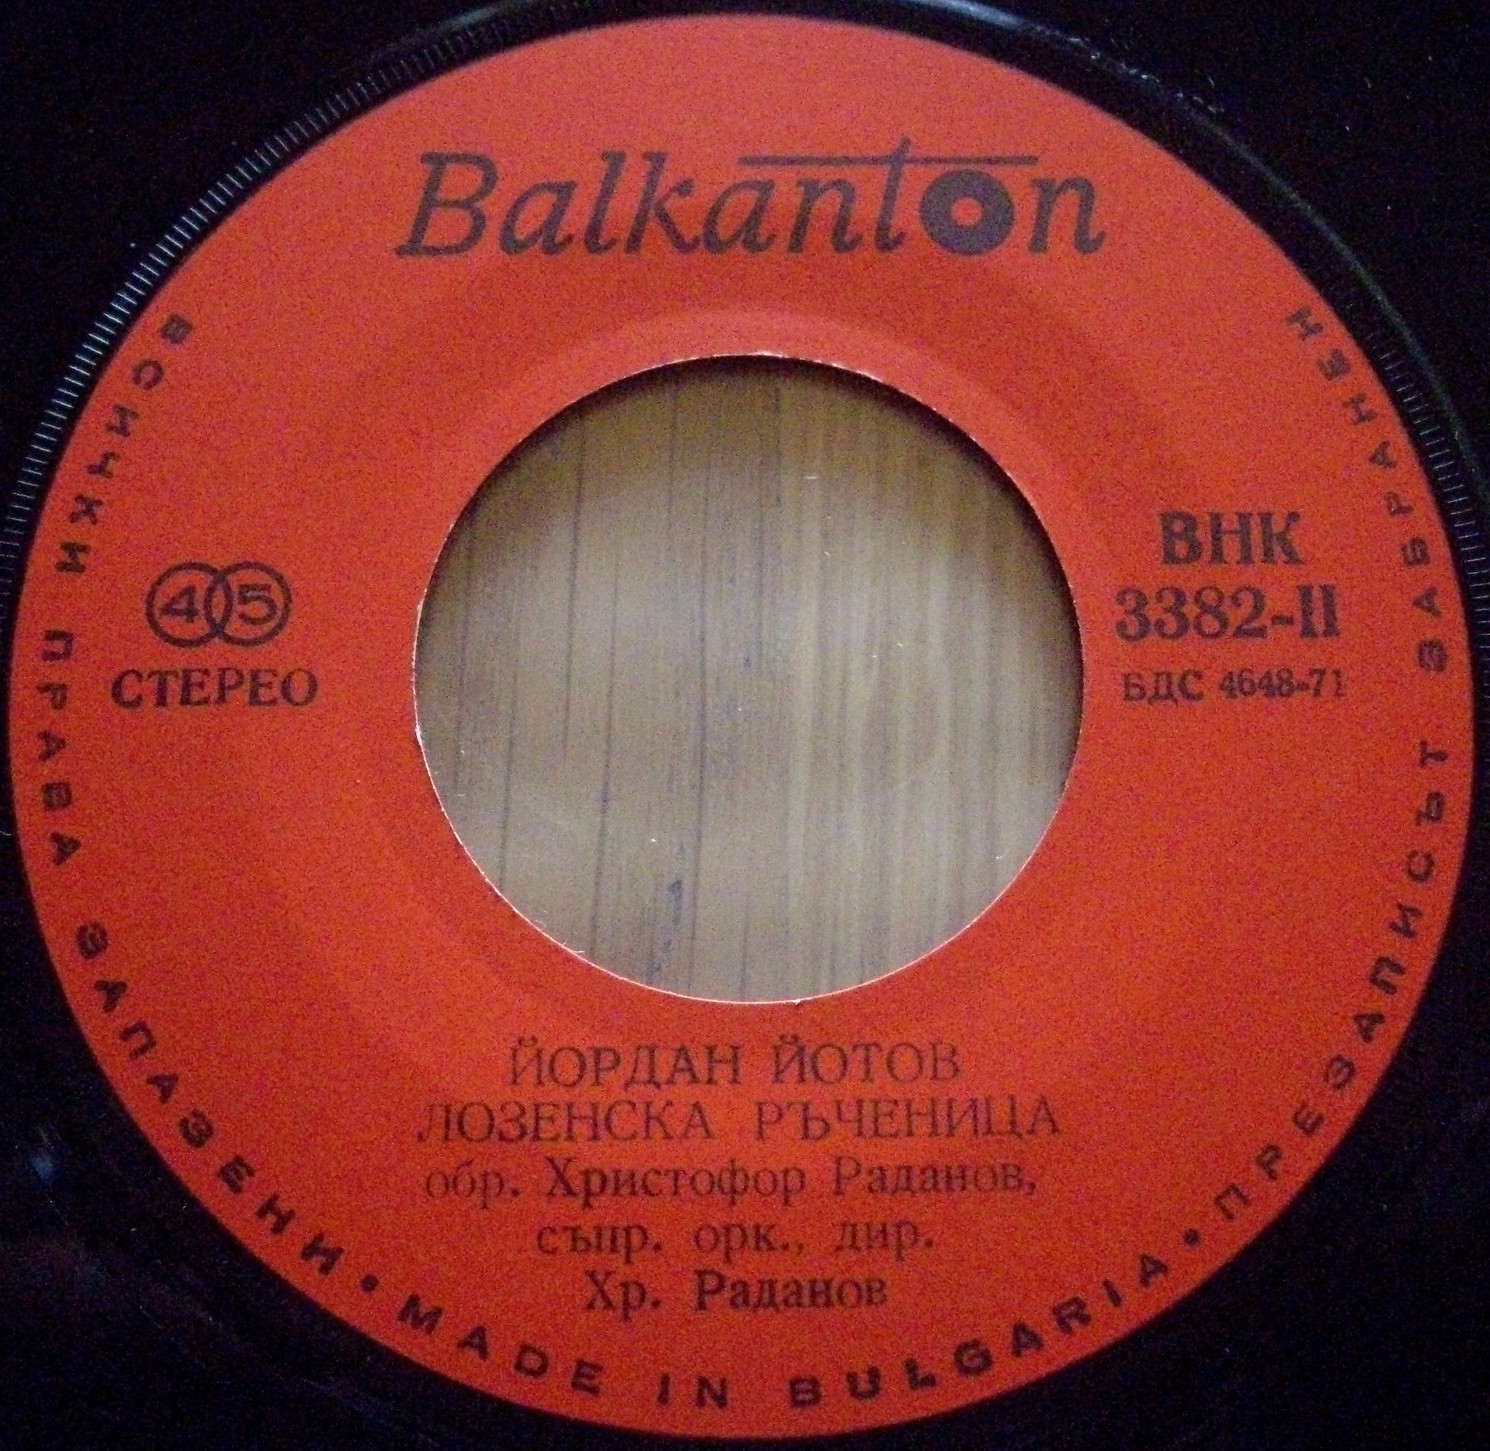 Balkanton
45
СТЕРЕО
ВНК
3382-II
БДС 4648-71
ЙОРДАН ЙОТОВ
ЛОЗЕНСКА РЪЧЕНИЦА
обр. Христофор Раданов,
съпр. орк., дир.
Хр. Раданов
ВСИЧКИ ПРАВА ЗАПАЗЕНИ • MADE IN BULGARIA • ПРЕЗАПИСЪТ ЗАБРАНЕН